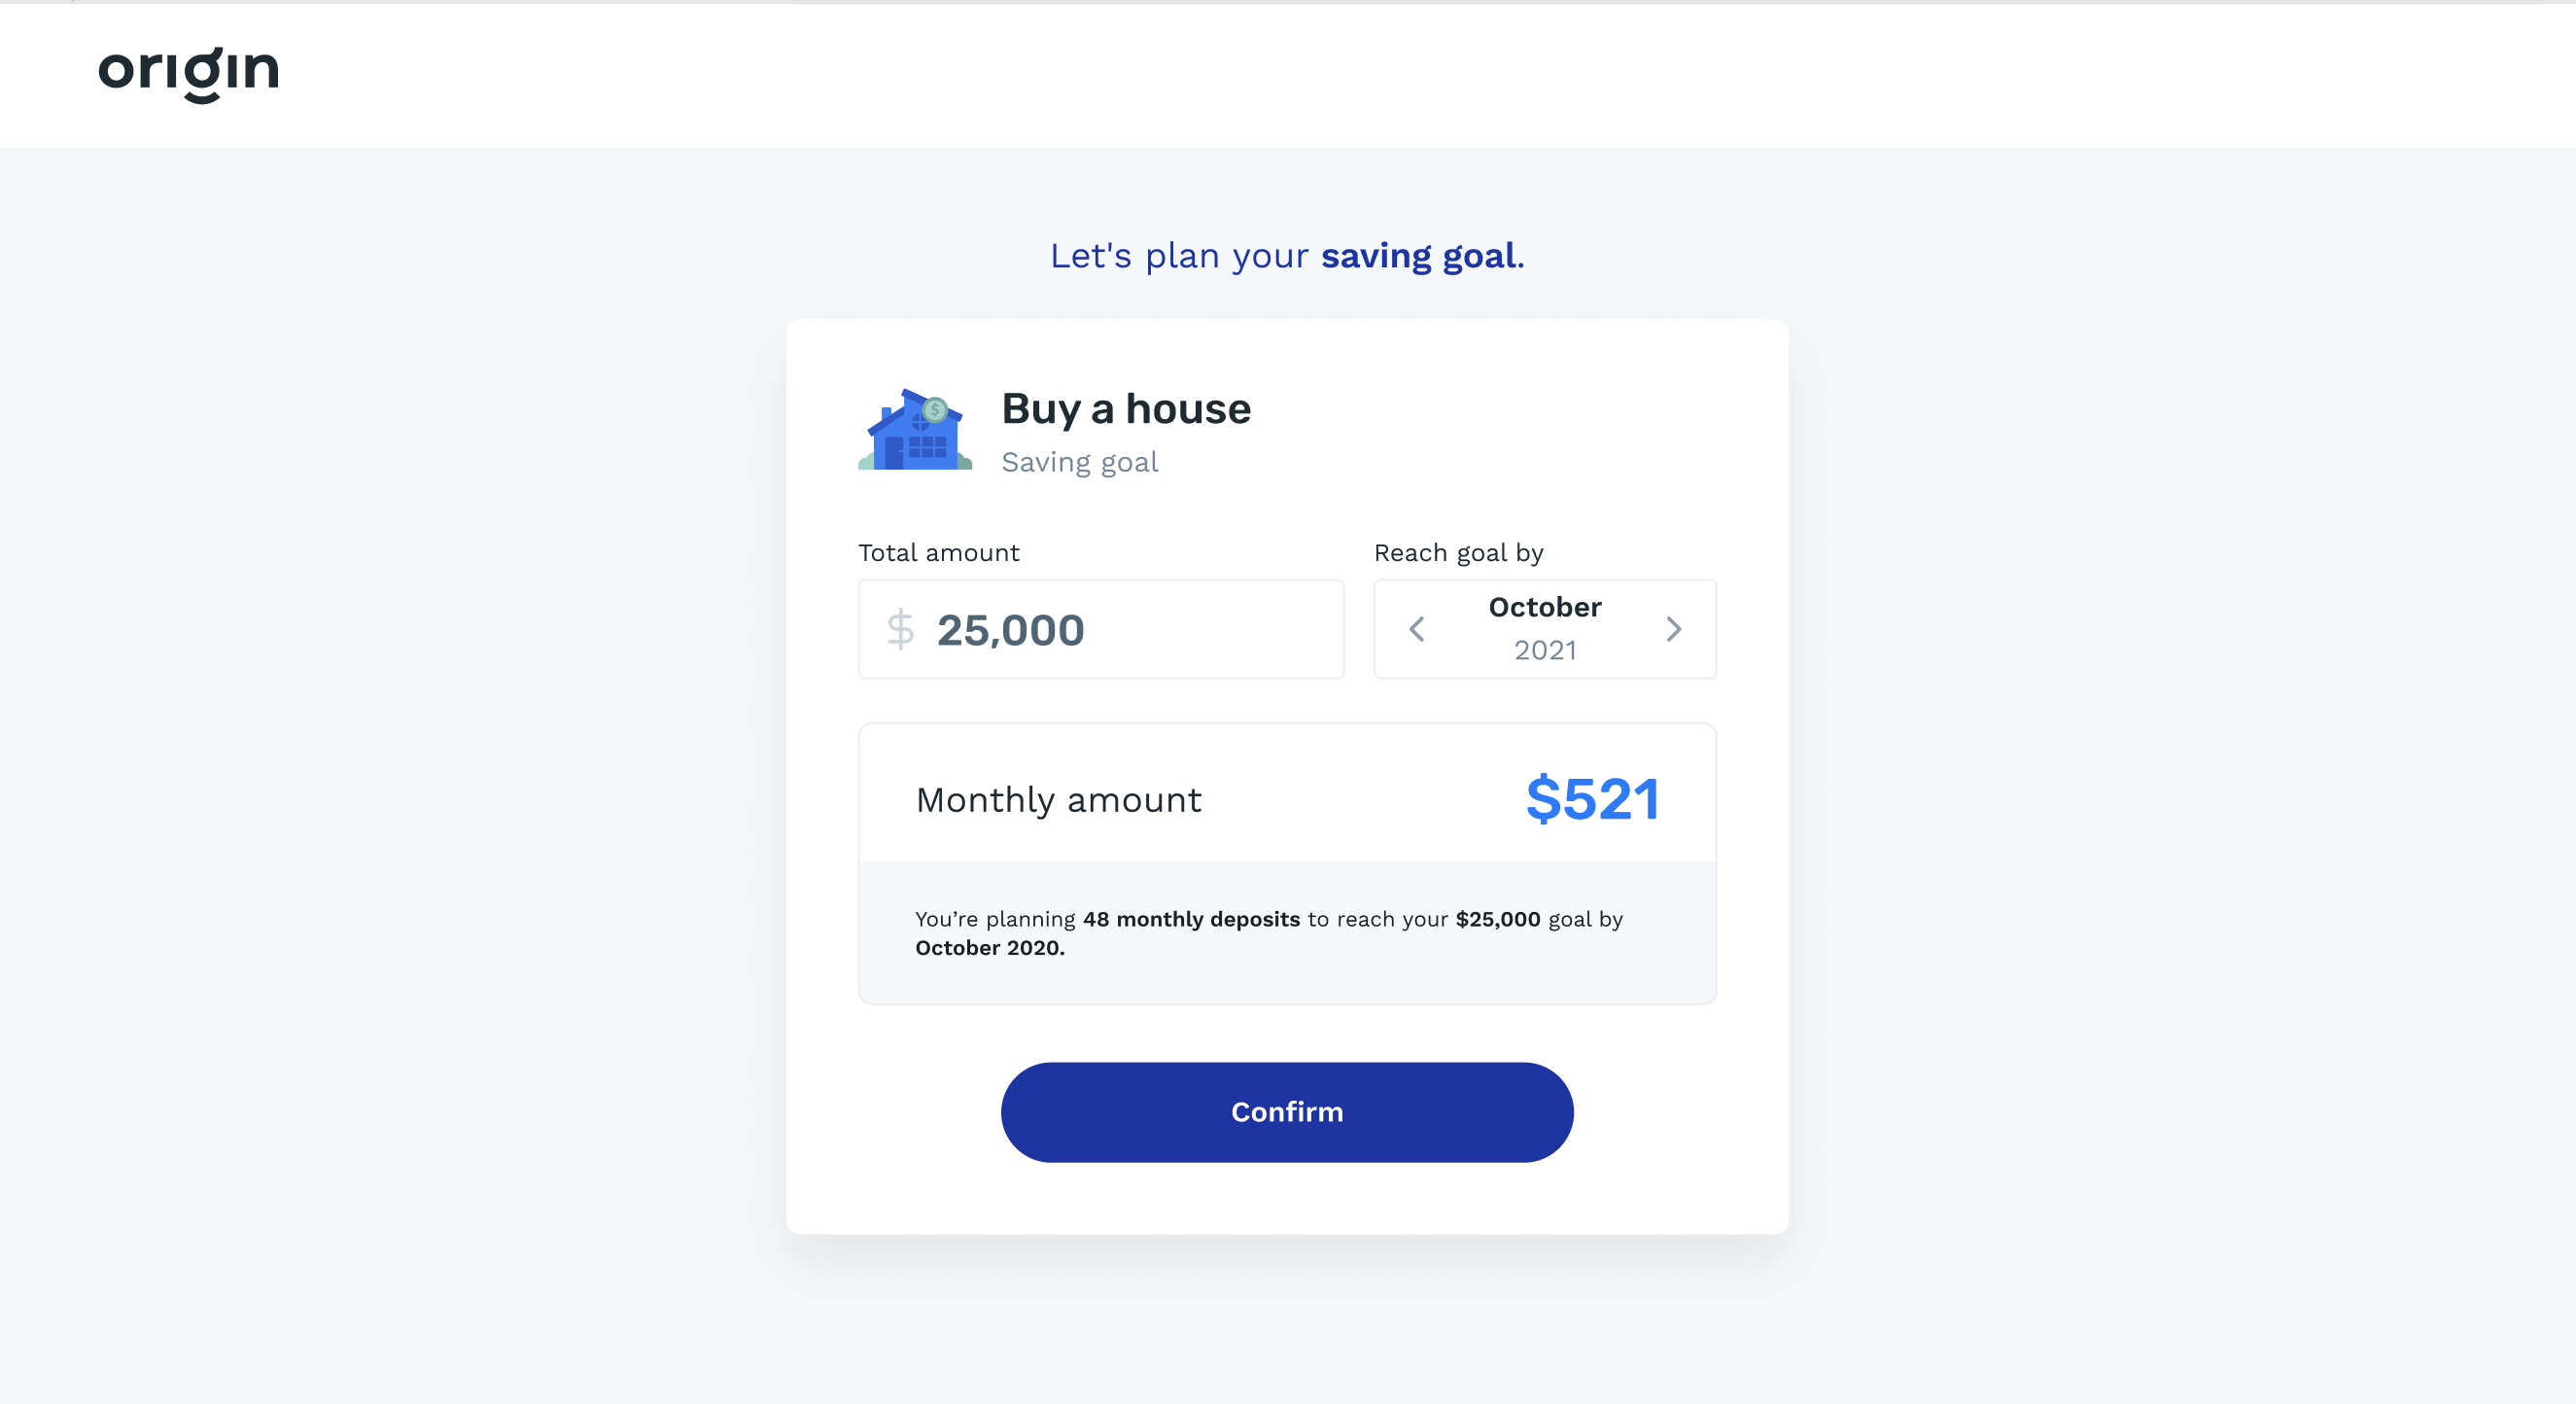 origin
Let's plan your saving goal.
$
Buy a house
Saving goal
Total amount
Reach goal by
$ 25,000
October
2021
Monthly amount
$521
You’re planning 48 monthly deposits to reach your $25,000 goal by
October 2020.
Confirm